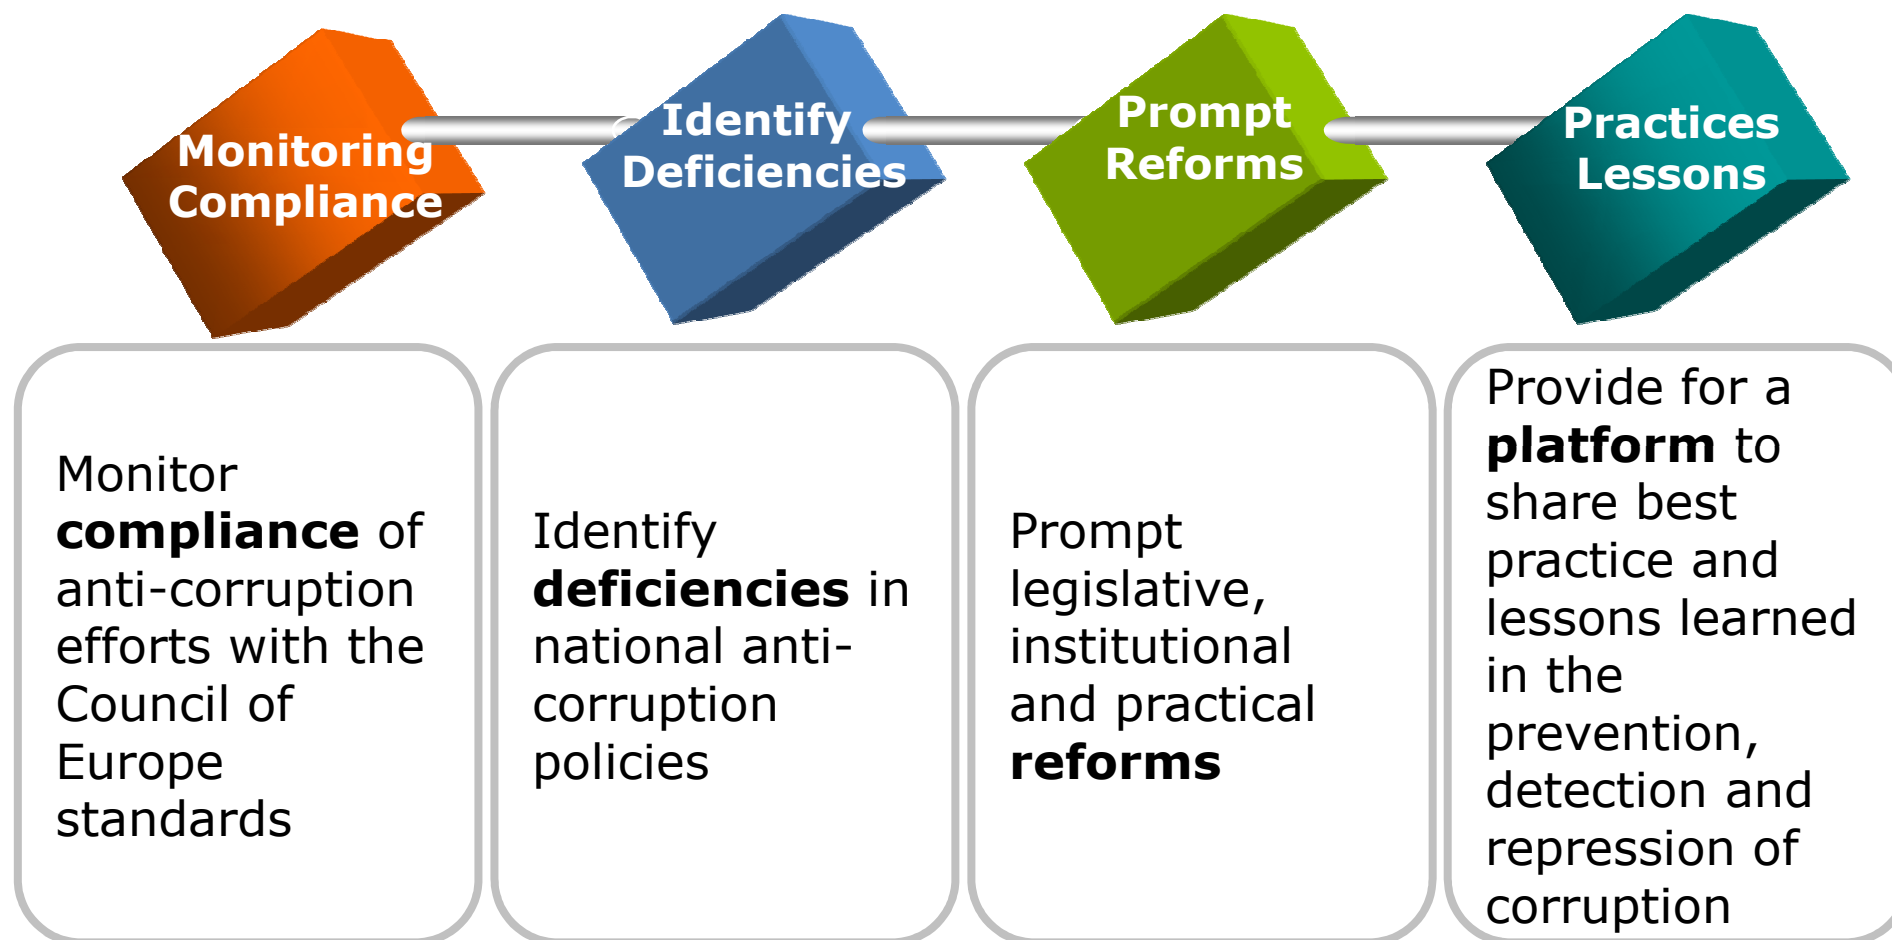 Monitoring
Compliance
Identify
Deficiencies
Prompt
Reforms
Practices
Lessons
Monitor
compliance of
anti-corruption
efforts with the
Council of
Europe
standards
Identify
deficiencies in
national anti-
corruption
policies
Prompt
legislative,
institutional
and practical
reforms
Provide for a
platform to
share best
practice and
lessons learned
in the
prevention,
detection and
repression of
corruption